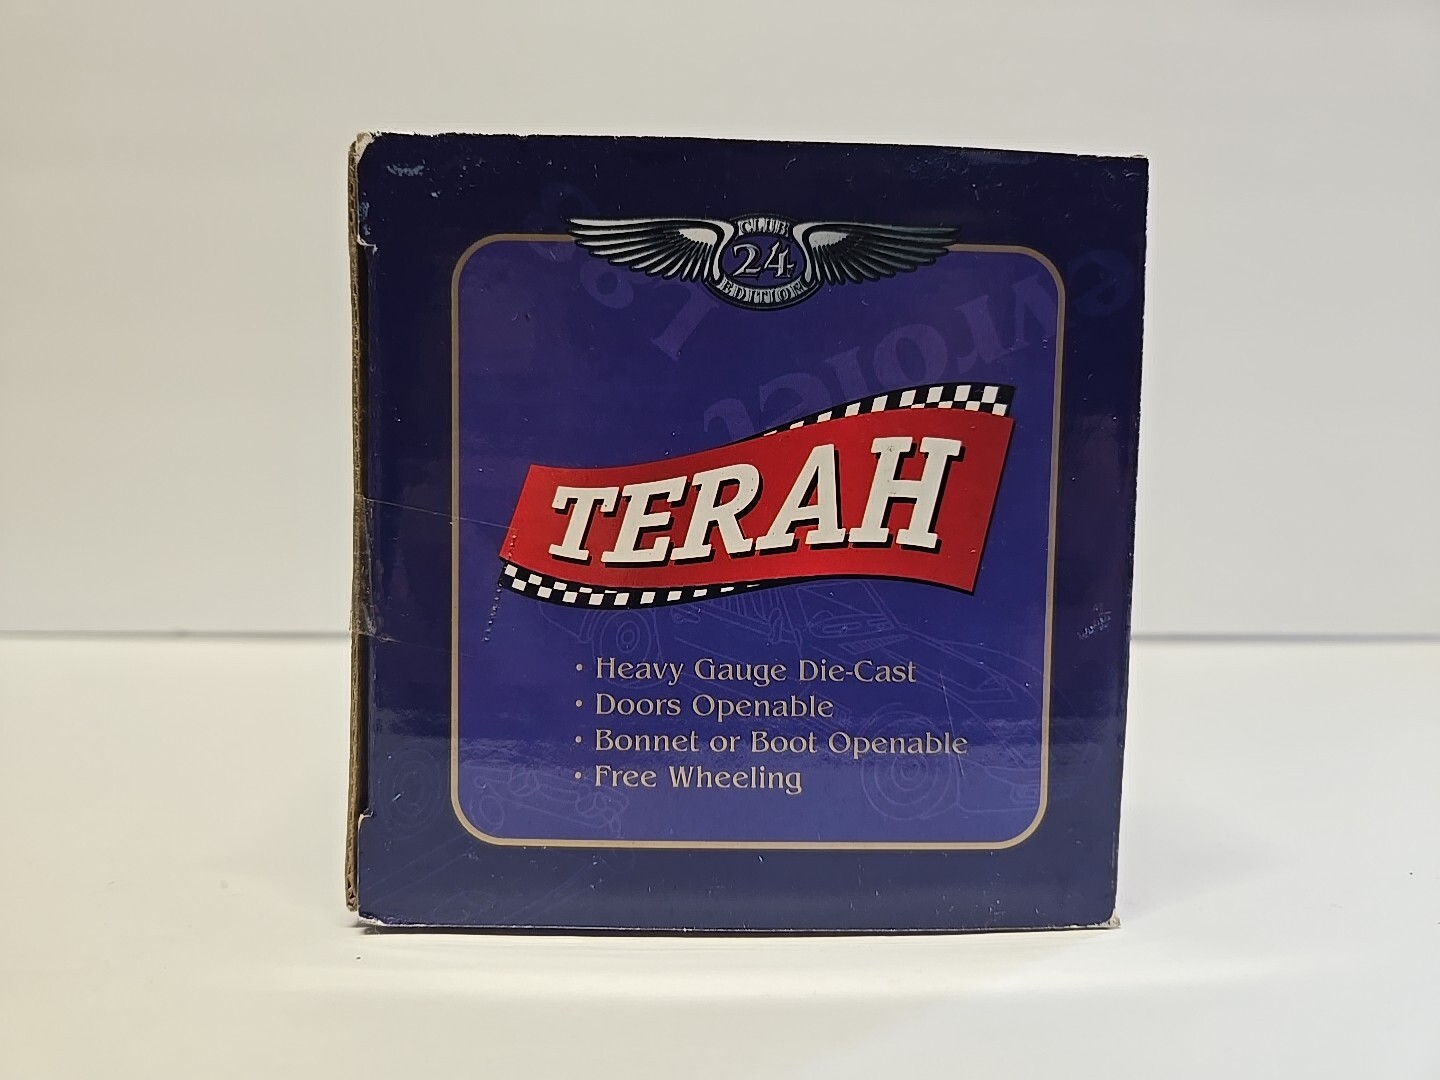 CLUB
24
EDITION
TERAH
• Heavy Gauge Die-Cast
• Doors Openable
• Bonnet or Boot Openable
• Free Wheeling